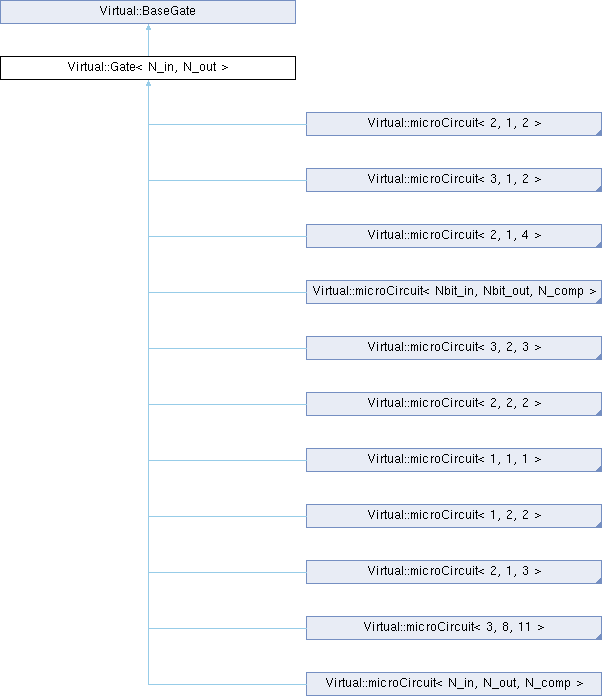 Virtual::BaseGate
Virtual::Gate< N_in, N_out >
Virtual::microCircuit< 2, 1, 2 >
Virtual::microCircuit< 3, 1, 2 >
Virtual::microCircuit< 2, 1, 4 >
Virtual::microCircuit< Nbit_in, Nbit_out, N_comp >
Virtual::microCircuit< 3, 2, 3 >
Virtual::microCircuit< 2, 2, 2 >
Virtual::microCircuit< 1, 1, 1 >
Virtual::microCircuit< 1, 2, 2 >
Virtual::microCircuit< 2, 1, 3 >
Virtual::microCircuit< 3, 8, 11 >
Virtual::microCircuit< N_in, N_out, N_comp >